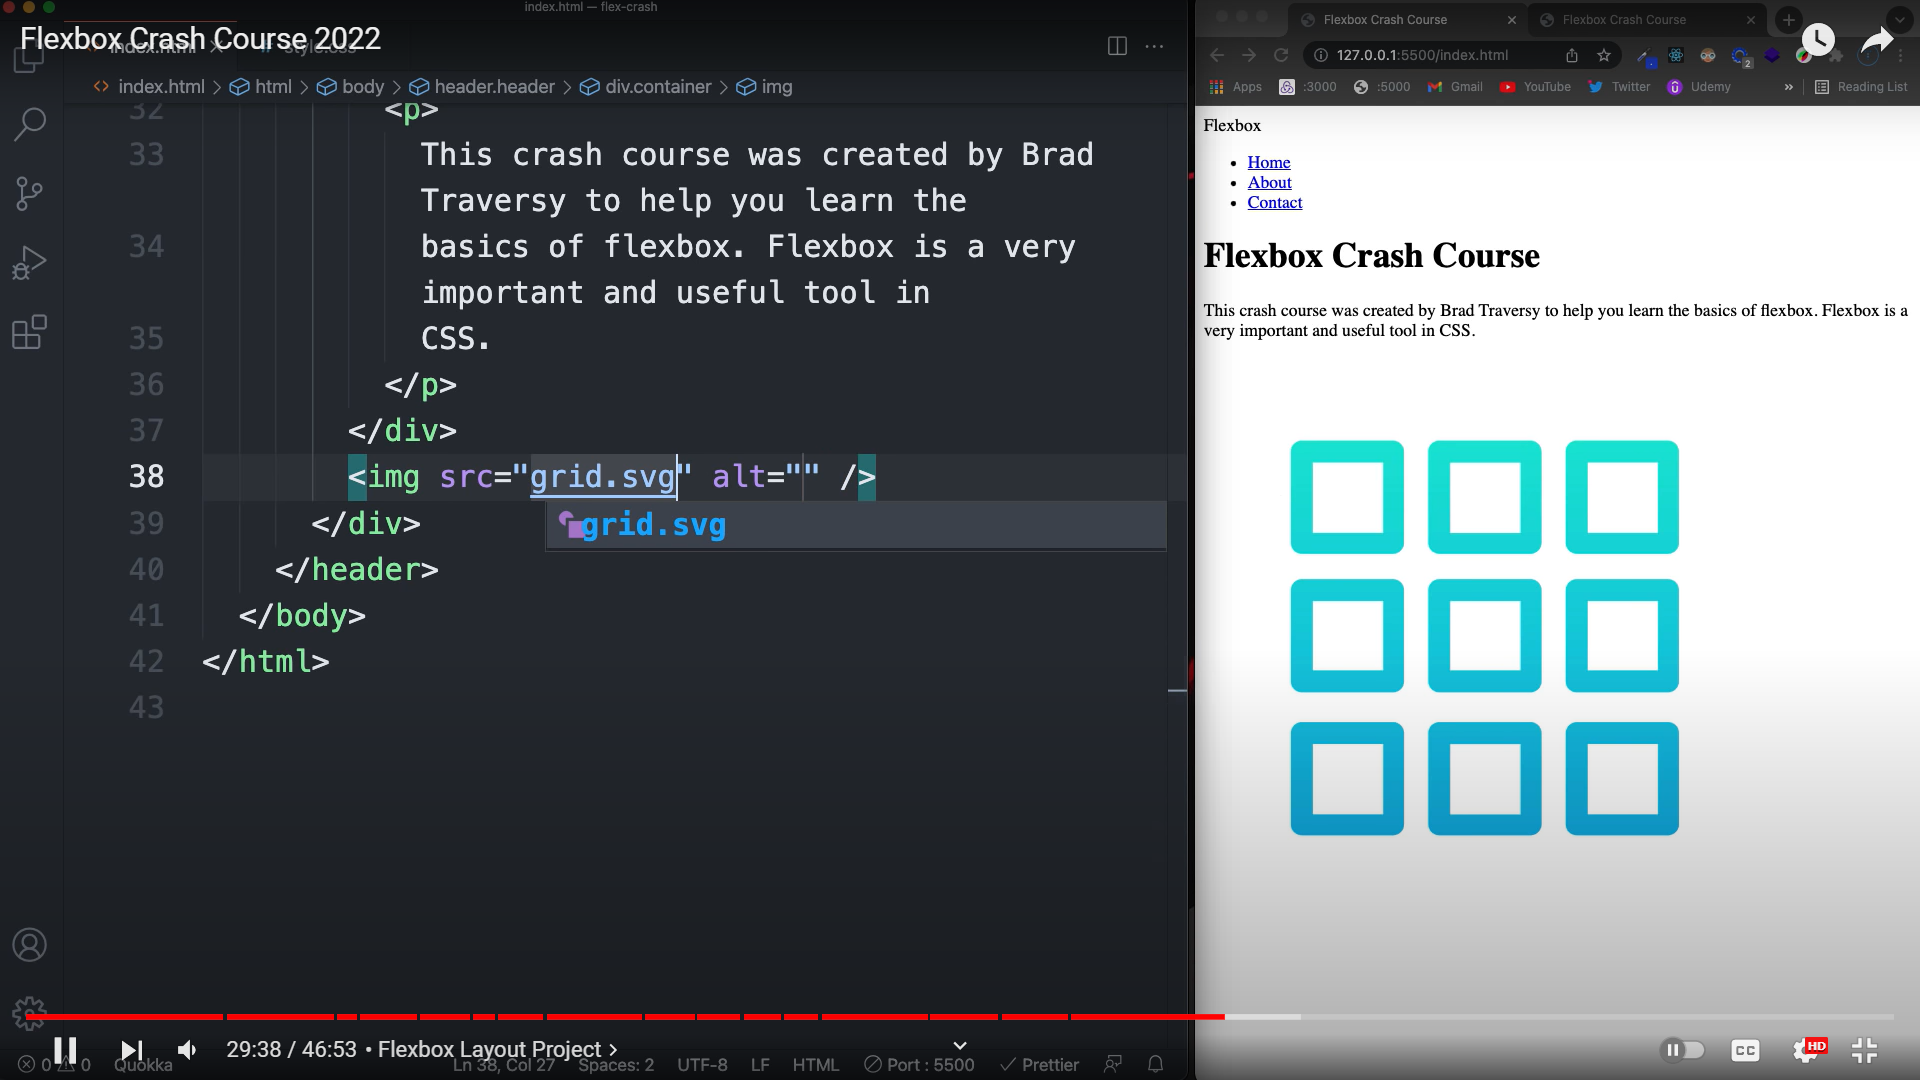 index.html — flex-crash
Flexbox Crash Course 2022
index.html
style.css
index.html > html > body > header.header > div.container > img
32 <p>
33 This crash course was created by Brad
Traversy to help you learn the
34 basics of flexbox. Flexbox is a very
important and useful tool in
35 CSS.
36 </p>
37 </div>
38 <img src="grid.svg" alt="" />
grid.svg
39 </div>
40 </header>
41 </body>
42 </html>
43
Flexbox Crash Course
Flexbox Crash Course
127.0.0.1:5500/index.html
2
Apps :3000 :5000 Gmail YouTube Twitter Udemy » Reading List
Flexbox
• Home
• About
• Contact
Flexbox Crash Course
This crash course was created by Brad Traversy to help you learn the basics of flexbox. Flexbox is a
very important and useful tool in CSS.
29:38 / 46:53 • Flexbox Layout Project >
CC
HD
0 0 Quokka Ln 38, Col 27 Spaces: 2 UTF-8 LF HTML Port : 5500 Prettier